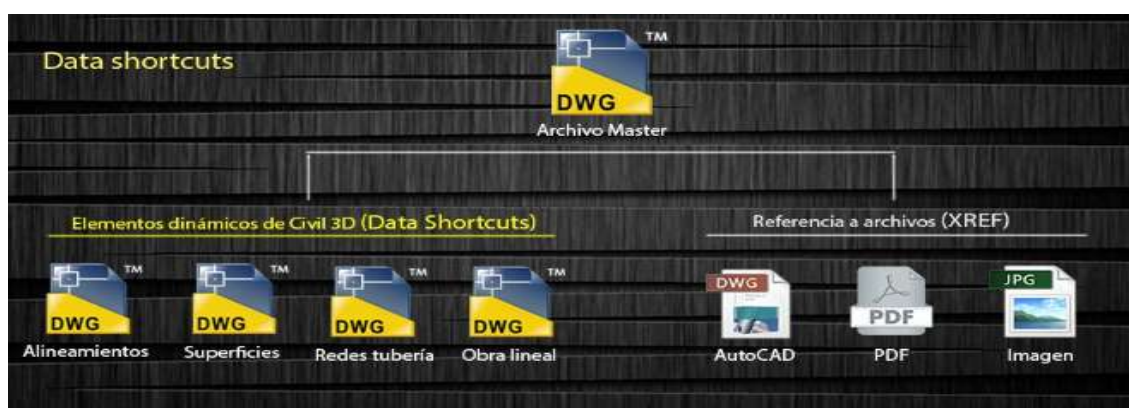 Data shortcuts
TM
DWG
Archivo Master
Elementos dinámicos de Civil 3D (Data Shortcuts)
Referencia a archivos (XREF)
TM TM TM TM
DWG PDF JPG
DWG DWG DWG DWG
Alineamientos Superficies Redes tubería Obra lineal AutoCAD PDF Imagen